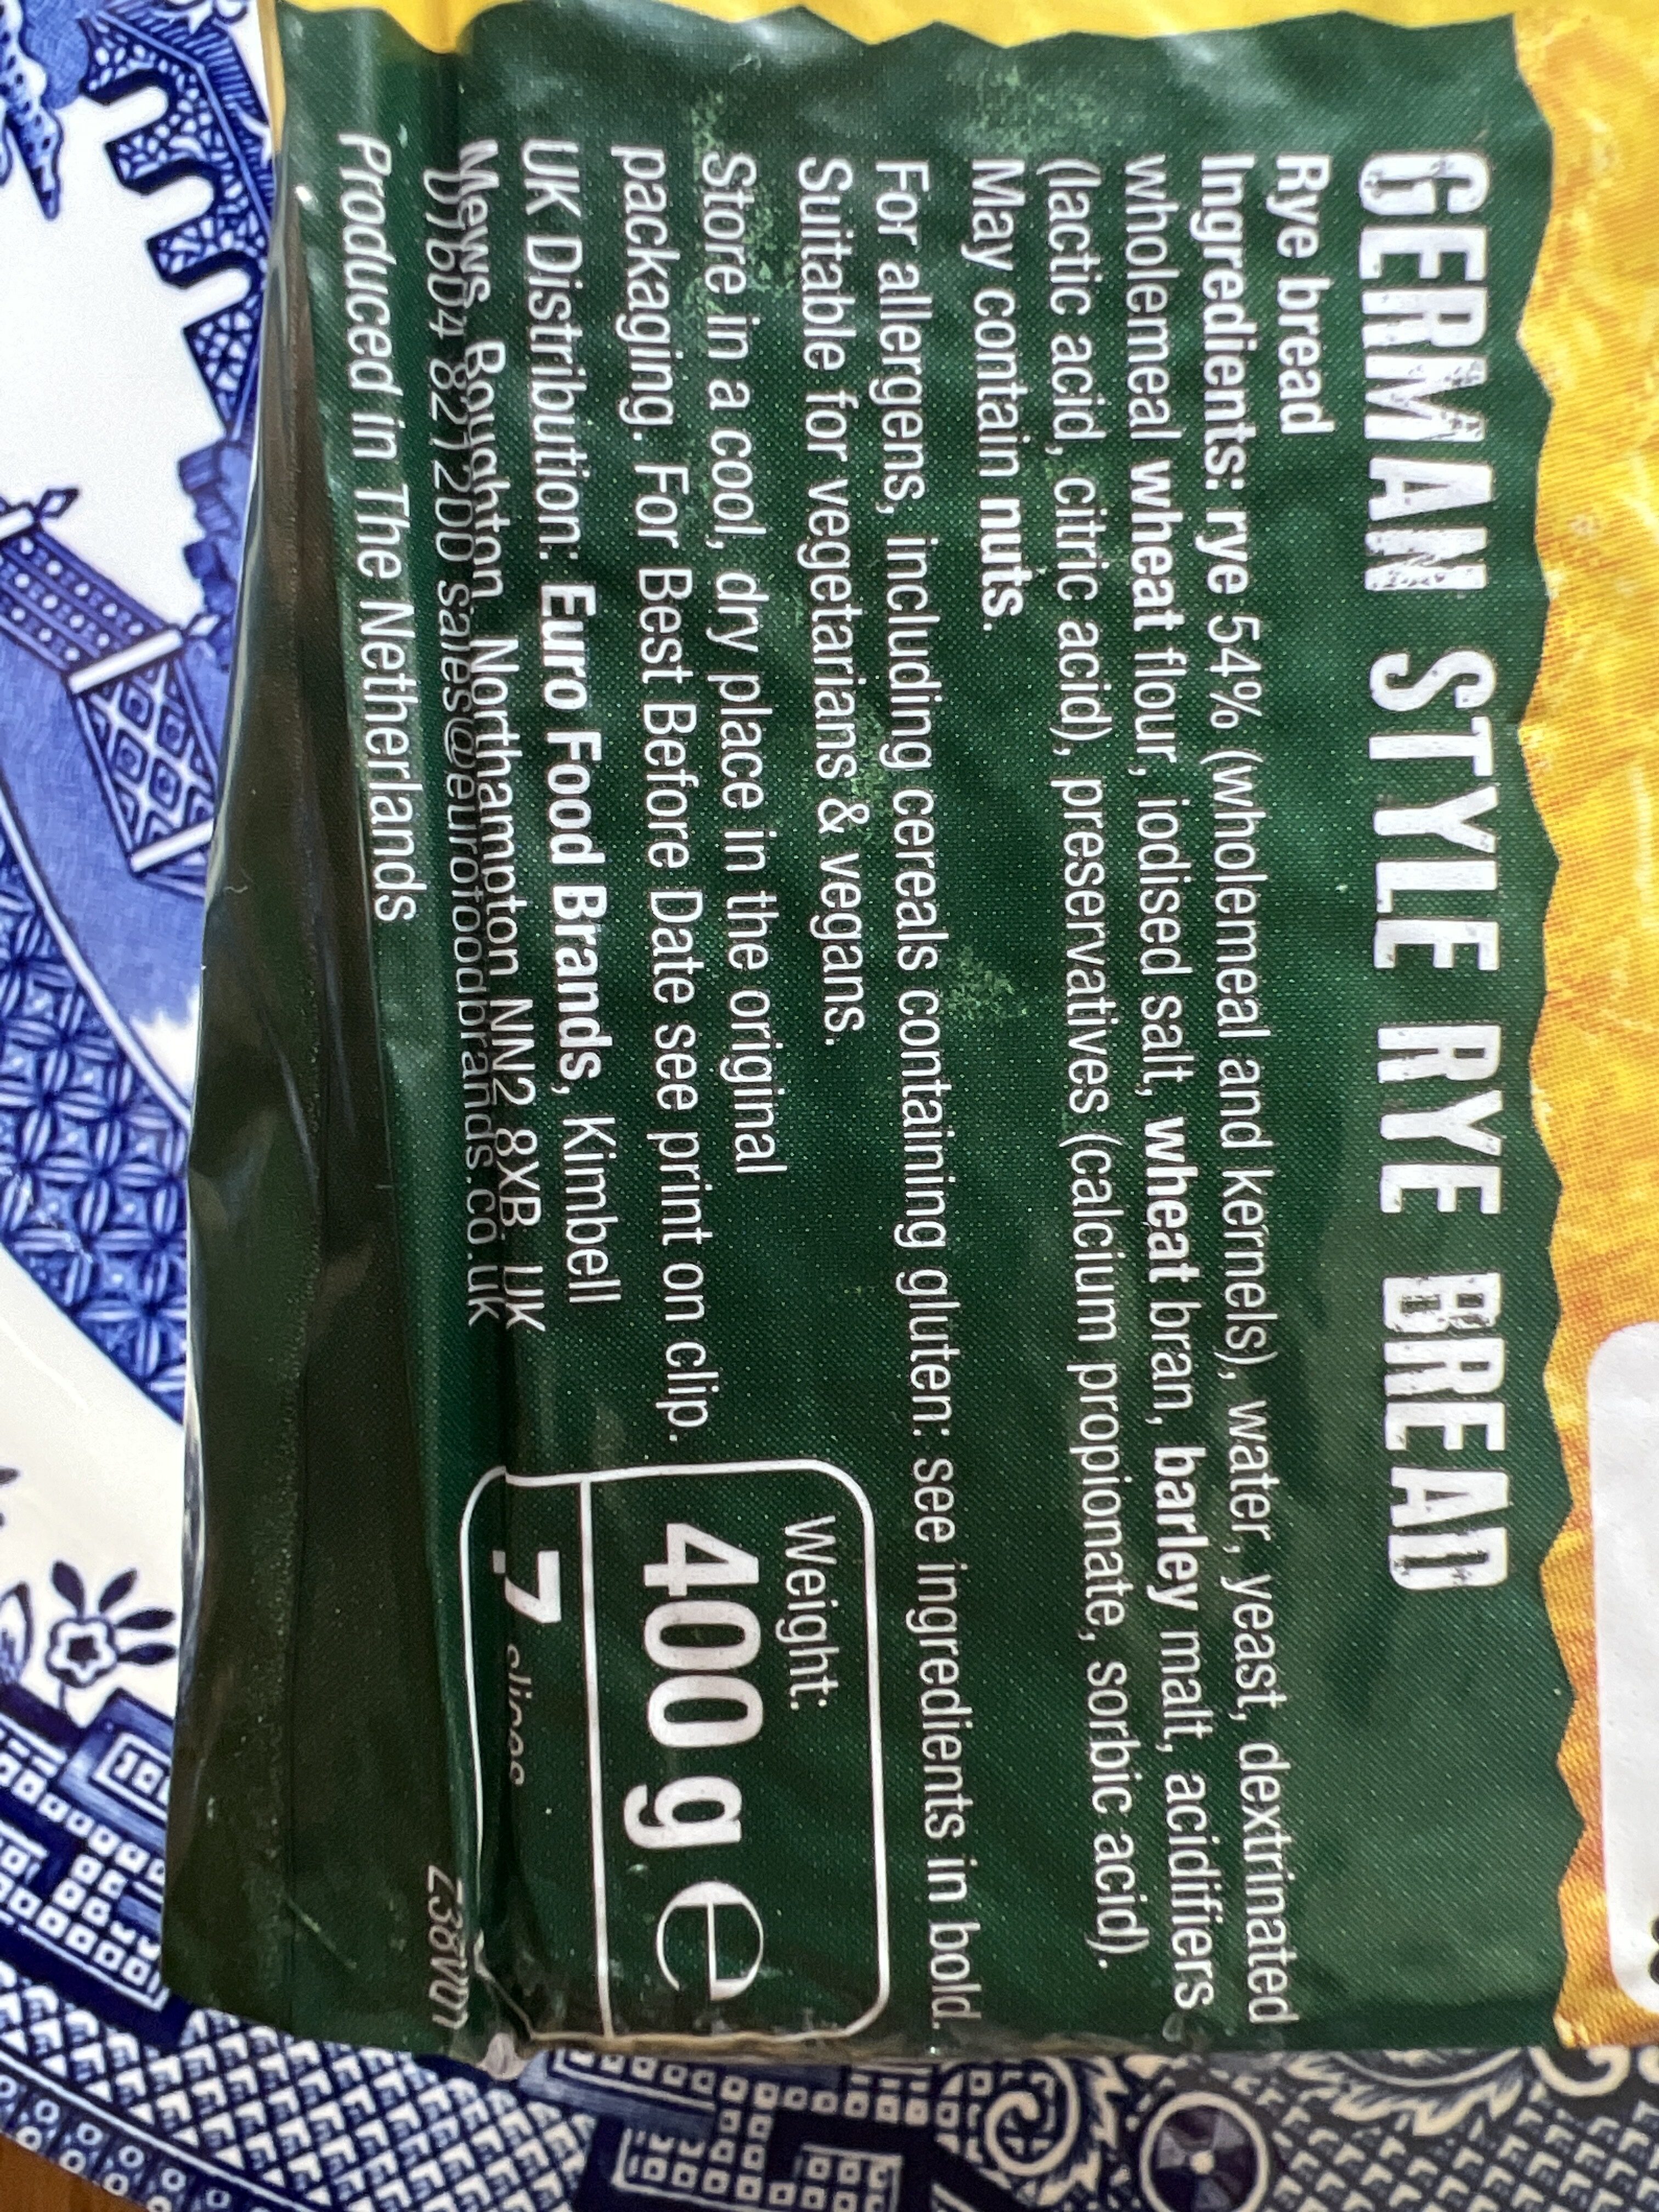 GERMAN STYLE RYE BREAD
Rye bread
Ingredients: rye 54% (wholemeal and kernels), water, yeast, dextrinated
wholemeal wheat flour, iodised salt, wheat bran, barley malt, acidifiers
(lactic acid, citric acid), preservatives (calcium propionate, sorbic acid).
May contain nuts.
For allergens, including cereals containing gluten: see ingredients in bold.
Suitable for vegetarians & vegans.
Store in a cool, dry place in the original
packaging. For Best Before Date see print on clip.
UK Distribution: Euro Food Brands, Kimbell
Mews, Boughton, Northampton NN2 8XB, UK
01604 821200 sales@eurofoodbrands.co.uk
Produced in The Netherlands
Weight:
400 g e
7 slices